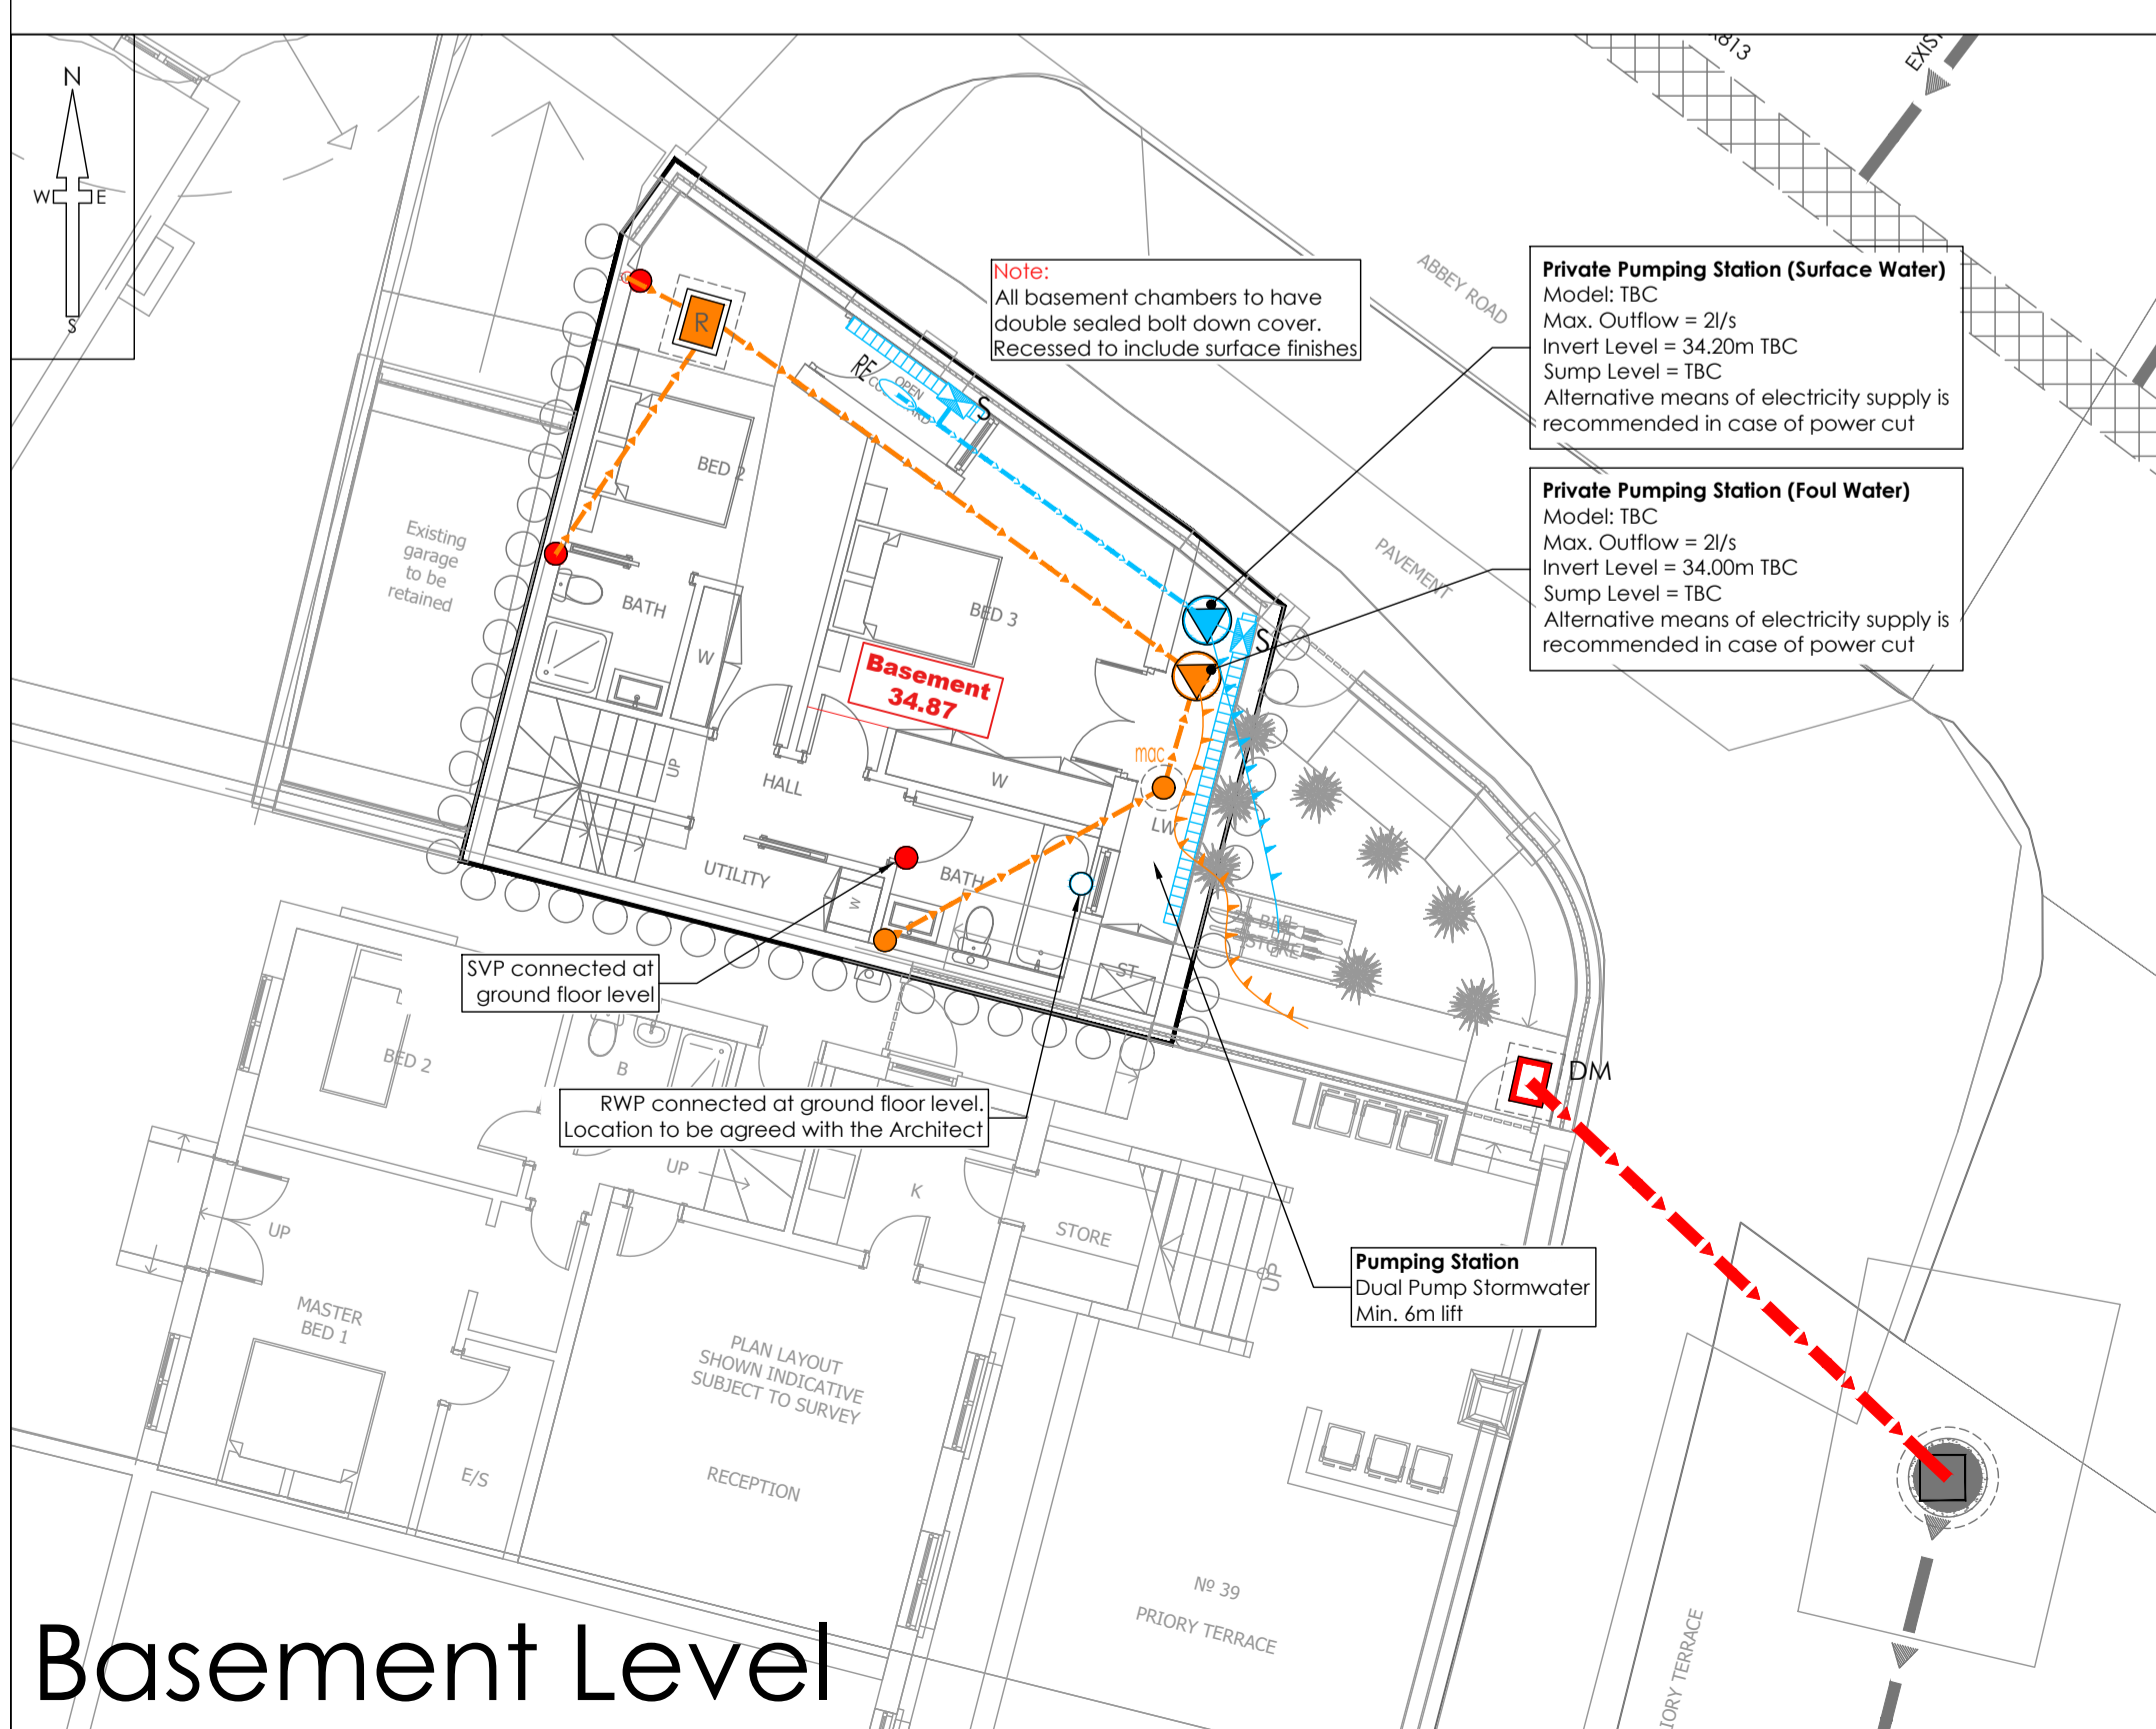 N
W
E
S
813
ABBEY ROAD
PAVEMENT
Note:
All basement chambers to have
double sealed bolt down cover.
Recessed to include surface finishes
Private Pumping Station (Surface Water)
Model: TBC
Max. Outflow = 2l/s
Invert Level = 34.20m TBC
Sump Level = TBC
Alternative means of electricity supply is
recommended in case of power cut
Private Pumping Station (Foul Water)
Model: TBC
Max. Outflow = 2l/s
Invert Level = 34.00m TBC
Sump Level = TBC
Alternative means of electricity supply is
recommended in case of power cut
R
RE
OPEN
S
BED 2
Existing
garage
to be
retained
BATH
W
BED 3
Basement
34.87
S
UP
HALL
W
mac
LW
UTILITY
W
BATH
ST
STORE
SVP connected at
ground floor level
RWP connected at ground floor level.
Location to be agreed with the Architect
DM
BED 2
B
UP
K
UP
STORE
UP
Pumping Station
Dual Pump Stormwater
Min. 6m lift
MASTER
BED 1
PLAN LAYOUT
SHOWN INDICATIVE
SUBJECT TO SURVEY
E/S
RECEPTION
Nº 39
PRIORY TERRACE
IORY TERRACE
Basement Level